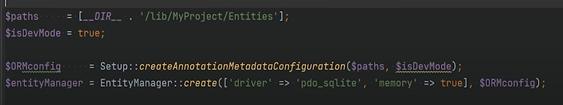 $paths = [__DIR__ . '/lib/MyProject/Entities'];
$isDevMode = true;
$ORMconfig = Setup::createAnnotationMetadataConfiguration($paths, $isDevMode);
$entityManager = EntityManager::create(['driver' => 'pdo_sqlite', 'memory' => true], $ORMconfig);